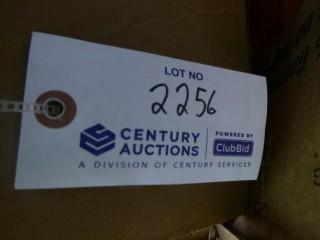 LOT NO
2256
CENTURY AUCTIONS
POWERED BY
ClubBid
A DIVISION OF CENTURY SERVICES